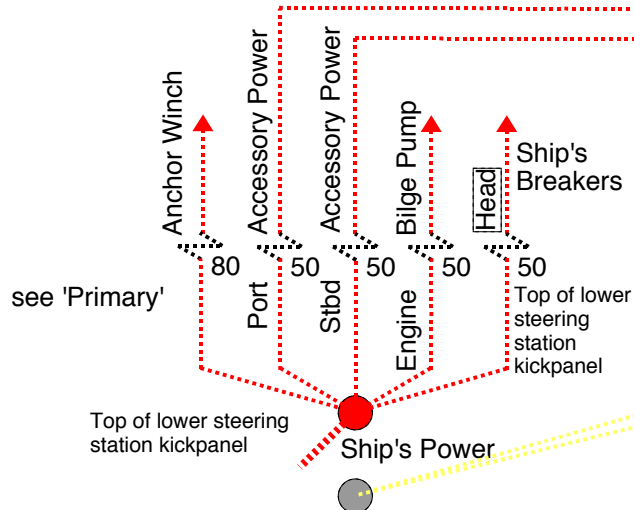 Anchor Winch
Accessory Power
Accessory Power
Bilge Pump
Head
Ship's
Breakers
80
50
50
50
50
see 'Primary'
Port
Stbd
Engine
Top of lower
steering
station
kickpanel
Top of lower steering
station kickpanel
Ship's Power